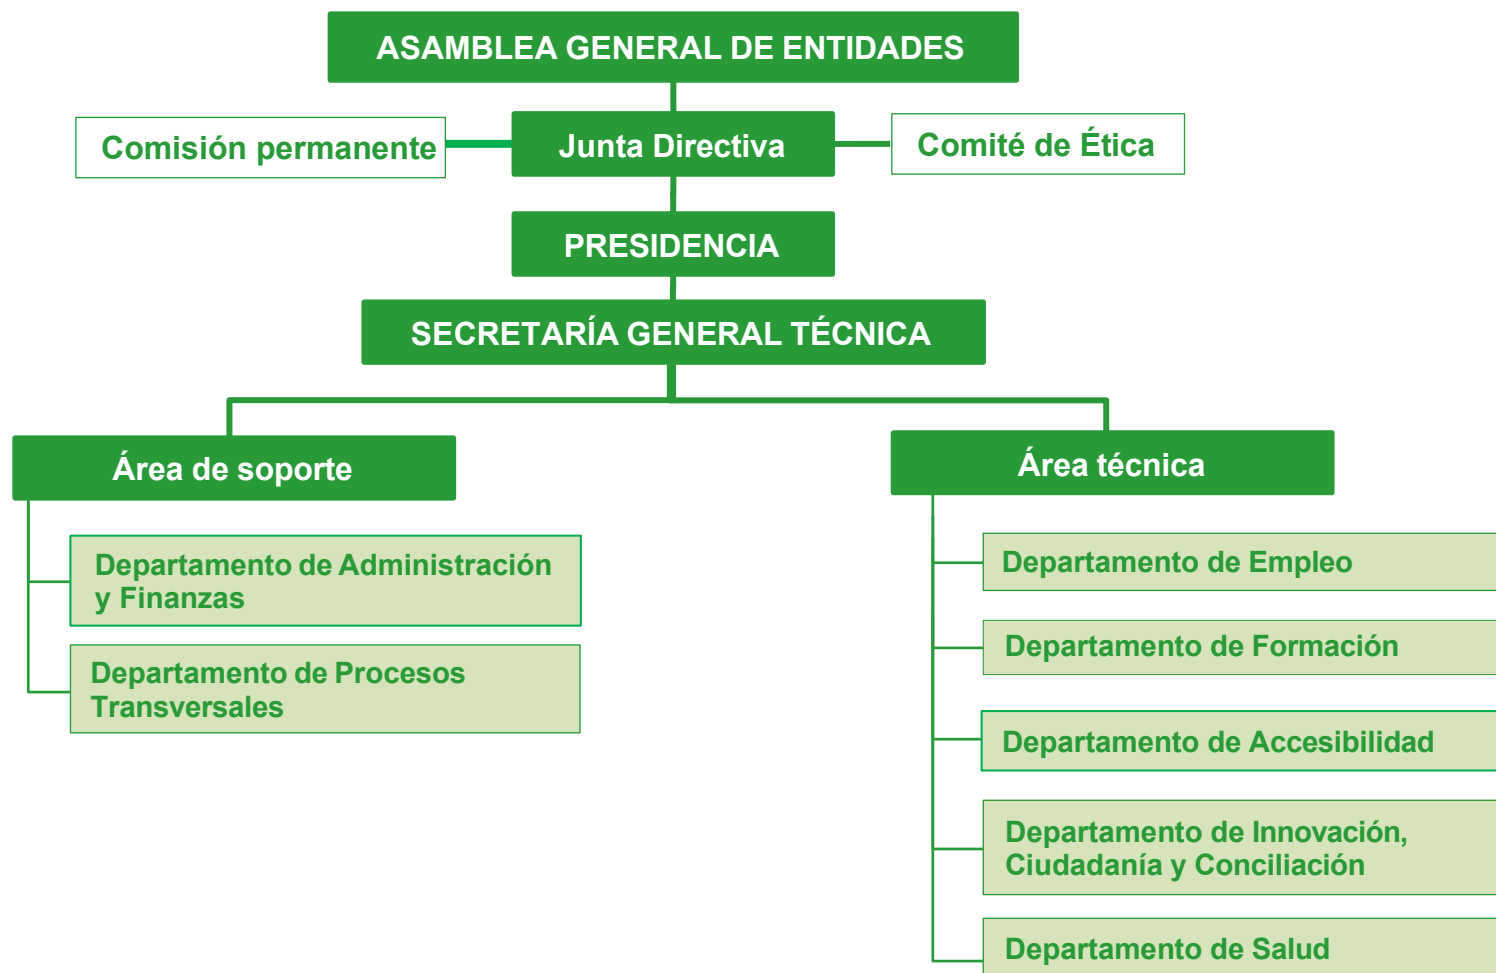 ASAMBLEA GENERAL DE ENTIDADES
Comisión permanente
Junta Directiva
Comité de Ética
PRESIDENCIA
SECRETARÍA GENERAL TÉCNICA
Área de soporte
Departamento de Administración
y Finanzas
Departamento de Procesos
Transversales
Área técnica
Departamento de Empleo
Departamento de Formación
Departamento de Accesibilidad
Departamento de Innovación,
Ciudadanía y Conciliación
Departamento de Salud